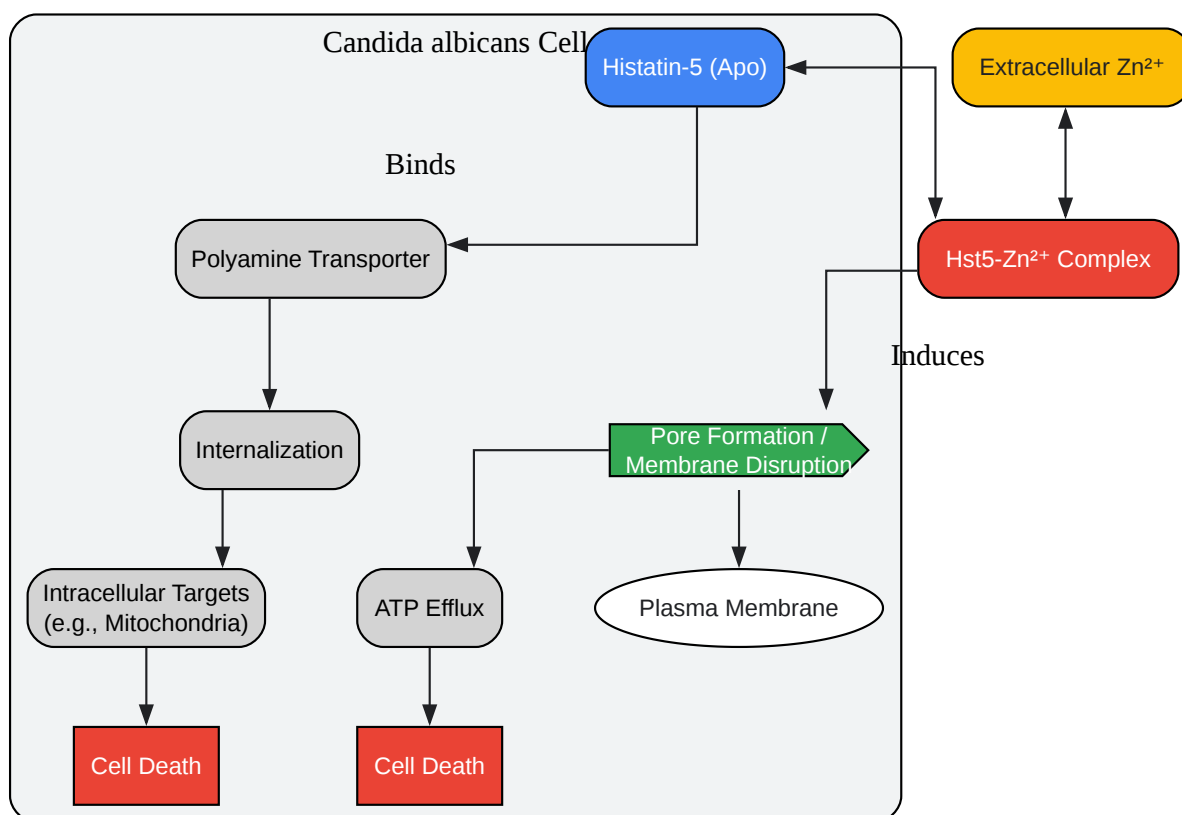 Candida albicans Cell
Histatin-5 (Apo)
Extracellular Zn²⁺
Binds
Polyamine Transporter
Hst5-Zn²⁺ Complex
Induces
Internalization
Pore Formation /
Membrane Disruption
Intracellular Targets
(e.g., Mitochondria)
ATP Efflux
Plasma Membrane
Cell Death
Cell Death